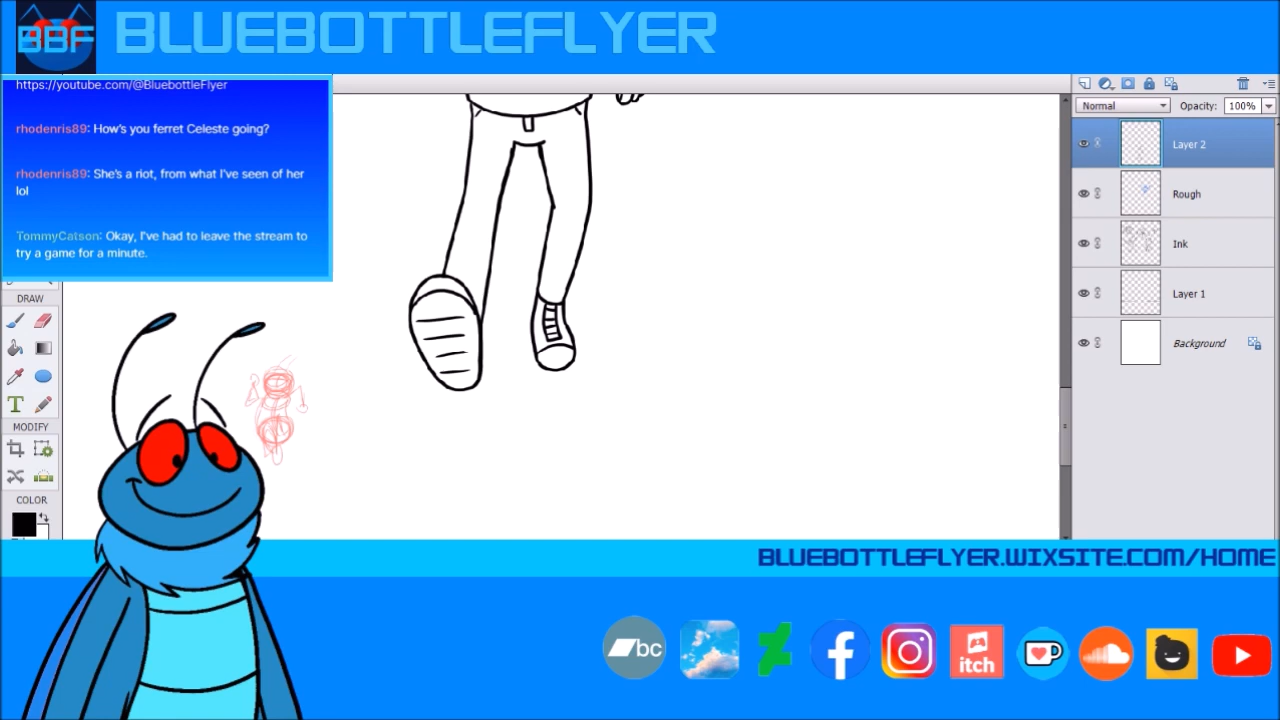 BBF
BLUEBOTTLEFLYER
https://youtube.com/@BluebottleFlyer
rhodenris89: How's you ferret Celeste going?
rhodenris89: She's a riot, from what I've seen of her
lol
TommyCatson: Okay, I've had to leave the stream to
try a game for a minute.
Normal
Opacity: 100%
Layer 2
Rough
Ink
Layer 1
Background
DRAW
T
MODIFY
COLOR
BLUEBOTTLEFLYER.WIXSITE.COM/HOME
bc
f
itch